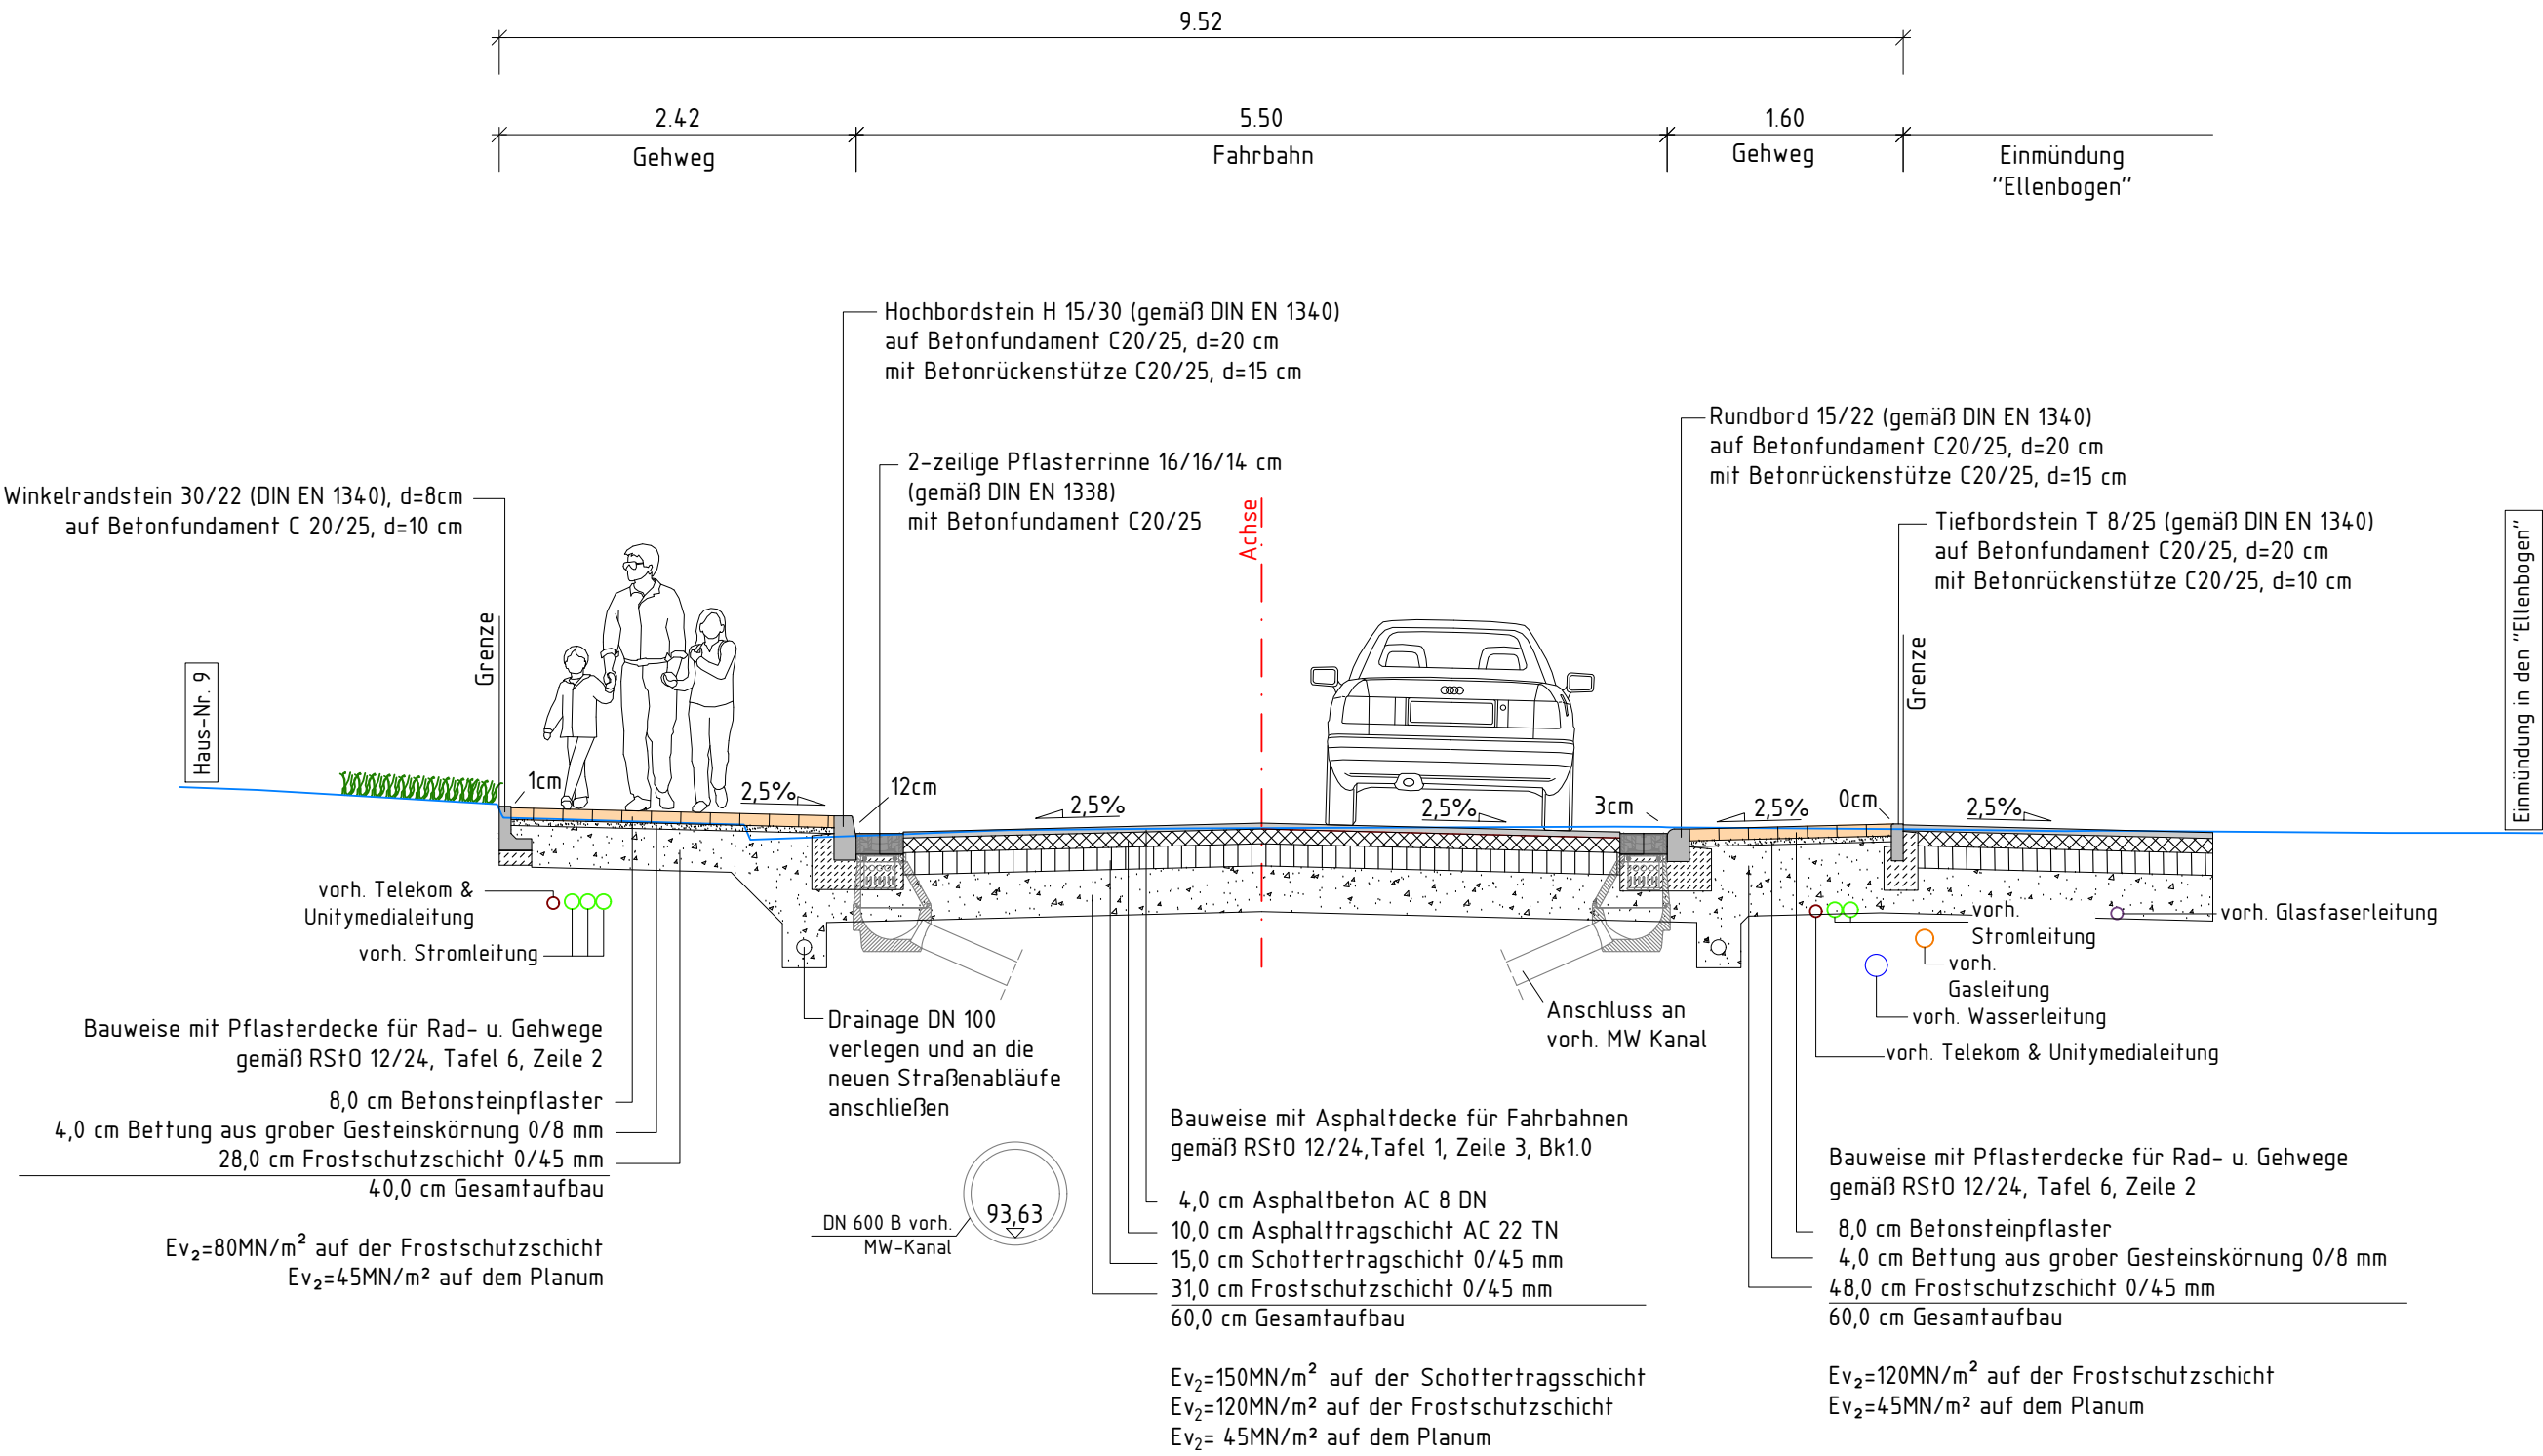 9.52
2.42
5.50
1.60
Gehweg
Fahrbahn
Gehweg
Einmündung
"Ellenbogen"
Hochbordstein H 15/30 (gemäß DIN EN 1340)
auf Betonfundament C20/25, d=20 cm
mit Betonrückenstütze C20/25, d=15 cm
Rundbord 15/22 (gemäß DIN EN 1340)
auf Betonfundament C20/25, d=20 cm
mit Betonrückenstütze C20/25, d=15 cm
2-zeilige Pflasterrinne 16/16/14 cm
(gemäß DIN EN 1338)
mit Betonfundament C20/25
Winkelrandstein 30/22 (DIN EN 1340), d=8cm
auf Betonfundament C 20/25, d=10 cm
Tiefbordstein T 8/25 (gemäß DIN EN 1340)
auf Betonfundament C20/25, d=20 cm
mit Betonrückenstütze C20/25, d=10 cm
Achse
Grenze
Grenze
Haus-Nr. 9
Einmündung in den "Ellenbogen"
1cm
2,5%
12cm
2,5%
2,5%
3cm
2,5%
0cm
2,5%
vorh. Telekom &
Unitymedialeitung
vorh. Stromleitung
vorh.
Stromleitung
vorh. Glasfaserleitung
vorh.
Gasleitung
vorh. Wasserleitung
vorh. Telekom & Unitymedialeitung
Drainage DN 100
verlegen und an die
neuen Straßenabläufe
anschließen
Anschluss an
vorh. MW Kanal
Bauweise mit Pflasterdecke für Rad- u. Gehwege
gemäß RStO 12/24, Tafel 6, Zeile 2
8,0 cm Betonsteinpflaster
4,0 cm Bettung aus grober Gesteinskörnung 0/8 mm
28,0 cm Frostschutzschicht 0/45 mm
40,0 cm Gesamtaufbau
Ev₂=80MN/m² auf der Frostschutzschicht
Ev₂=45MN/m² auf dem Planum
DN 600 B vorh.
MW-Kanal
93,63
Bauweise mit Asphaltdecke für Fahrbahnen
gemäß RStO 12/24,Tafel 1, Zeile 3, Bk1.0
4,0 cm Asphaltbeton AC 8 DN
10,0 cm Asphalttragschicht AC 22 TN
15,0 cm Schottertragschicht 0/45 mm
31,0 cm Frostschutzschicht 0/45 mm
60,0 cm Gesamtaufbau
Ev₂=150MN/m² auf der Schottertragsschicht
Ev₂=120MN/m² auf der Frostschutzschicht
Ev₂= 45MN/m² auf dem Planum
Bauweise mit Pflasterdecke für Rad- u. Gehwege
gemäß RStO 12/24, Tafel 6, Zeile 2
8,0 cm Betonsteinpflaster
4,0 cm Bettung aus grober Gesteinskörnung 0/8 mm
48,0 cm Frostschutzschicht 0/45 mm
60,0 cm Gesamtaufbau
Ev₂=120MN/m² auf der Frostschutzschicht
Ev₂=45MN/m² auf dem Planum